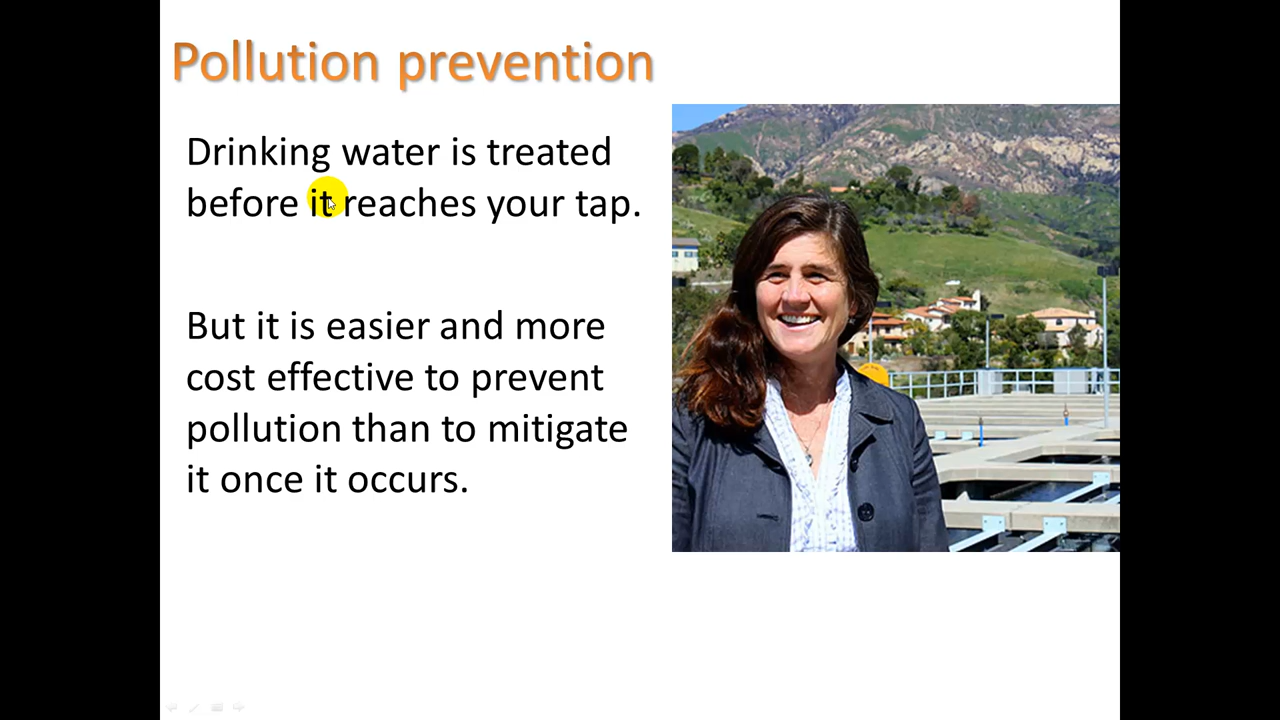 Pollution prevention
Drinking water is treated
before it reaches your tap.
But it is easier and more
cost effective to prevent
pollution than to mitigate
it once it occurs.